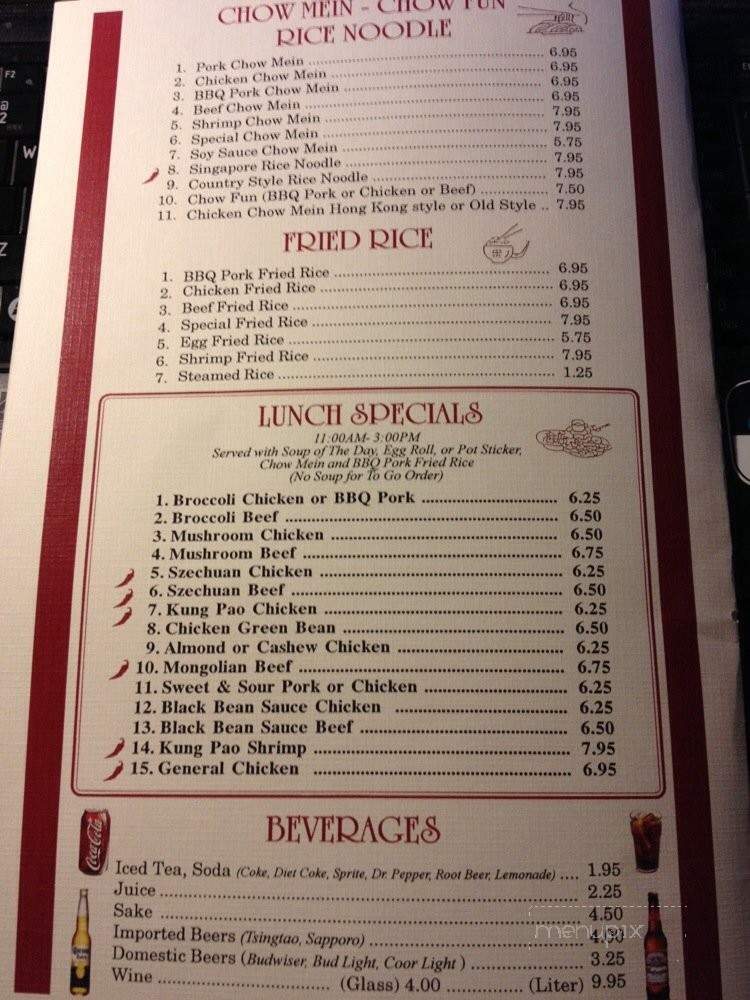 CHOW MEIN - CHOW FUN
RICE NOODLE
1. Pork Chow Mein 6.95
2. Chicken Chow Mein 6.95
3. BBQ Pork Chow Mein 6.95
4. Beef Chow Mein 6.95
5. Shrimp Chow Mein 7.95
6. Special Chow Mein 7.95
7. Soy Sauce Chow Mein 5.75
8. Singapore Rice Noodle 7.95
9. Country Style Rice Noodle 7.95
10. Chow Fun (BBQ Pork or Chicken or Beef) 7.50
11. Chicken Chow Mein Hong Kong style or Old Style .. 7.95
FRIED RICE
1. BBQ Pork Fried Rice 6.95
2. Chicken Fried Rice 6.95
3. Beef Fried Rice 6.95
4. Special Fried Rice 7.95
5. Egg Fried Rice 5.75
6. Shrimp Fried Rice 7.95
7. Steamed Rice 1.25
LUNCH SPECIALS
11:00AM- 3:00PM
Served with Soup of The Day, Egg Roll, or Pot Sticker,
Chow Mein and BBQ Pork Fried Rice
(No Soup for To Go Order)
1. Broccoli Chicken or BBQ Pork 6.25
2. Broccoli Beef 6.50
3. Mushroom Chicken 6.50
4. Mushroom Beef 6.75
5. Szechuan Chicken 6.25
6. Szechuan Beef 6.50
7. Kung Pao Chicken 6.25
8. Chicken Green Bean 6.50
9. Almond or Cashew Chicken 6.25
10. Mongolian Beef 6.75
11. Sweet & Sour Pork or Chicken 6.25
12. Black Bean Sauce Chicken 6.25
13. Black Bean Sauce Beef 6.50
14. Kung Pao Shrimp 7.95
15. General Chicken 6.95
BEVERAGES
Coca-Cola
Iced Tea, Soda (Coke, Diet Coke, Sprite, Dr. Pepper, Root Beer, Lemonade) .... 1.95
Juice 2.25
Sake 4.50
Imported Beers (Tsingtao, Sapporo)
Domestic Beers (Budwiser, Bud Light, Coor Light ) 3.25
Wine (Glass) 4.00 (Liter) 9.95
menupix
F2
@
2
W
Z